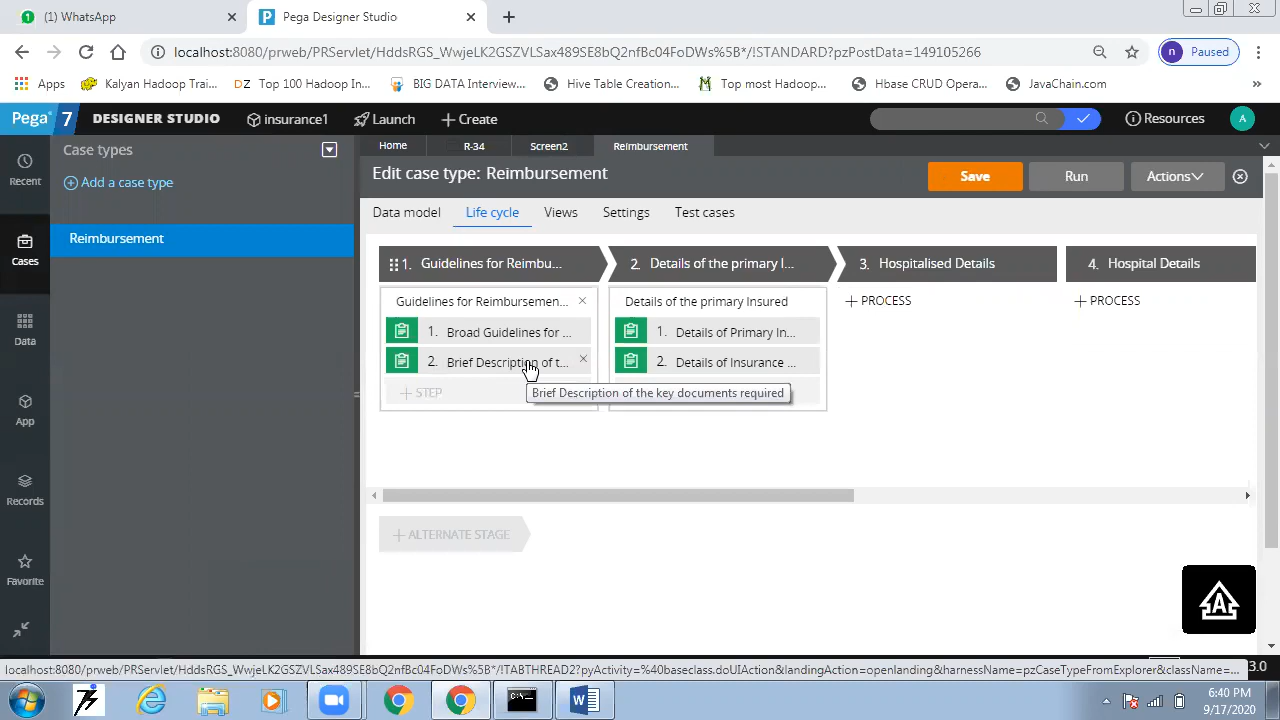 (1) WhatsApp
Pega Designer Studio
localhost:8080/prweb/PRServlet/HddsRGS_WwjeLK2GSZVLSax489SE8bQ2nfBc04FoDWs%5B*/!STANDARD?pzPostData=149105266
n Paused
Apps
Kalyan Hadoop Trai...
DZ Top 100 Hadoop In...
BIG DATA Interview...
Hive Table Creation...
Top most Hadoop...
Hbase CRUD Opera...
JavaChain.com
PEGA 7 DESIGNER STUDIO
insurance1
Launch
Create
Resources
A
Recent
Cases
Data
App
Records
Favorite
Case types
Add a case type
Reimbursement
Home
R-34
Screen2
Reimbursement
Edit case type: Reimbursement
Save
Run
Actions
Data model
Life cycle
Views
Settings
Test cases
1. Guidelines for Reimbu...
2. Details of the primary I...
3. Hospitalised Details
4. Hospital Details
Guidelines for Reimbursemen...
1. Broad Guidelines for ...
2. Brief Description of t...
STEP
Details of the primary Insured
1. Details of Primary In...
2. Details of Insurance ...
PROCESS
PROCESS
Brief Description of the key documents required
ALTERNATE STAGE
A
localhost:8080/prweb/PRServlet/HddsRGS_WwjeLK2GSZVLSax489SE8bQ2nfBc04FoDWs%5B*/!TABTHREAD2?pyActivity=%40baseclass.doUIAction&landingAction=openlanding&harnessName=pzCaseTypeFromExplorer&className=...
3.0
6:40 PM
9/17/2020